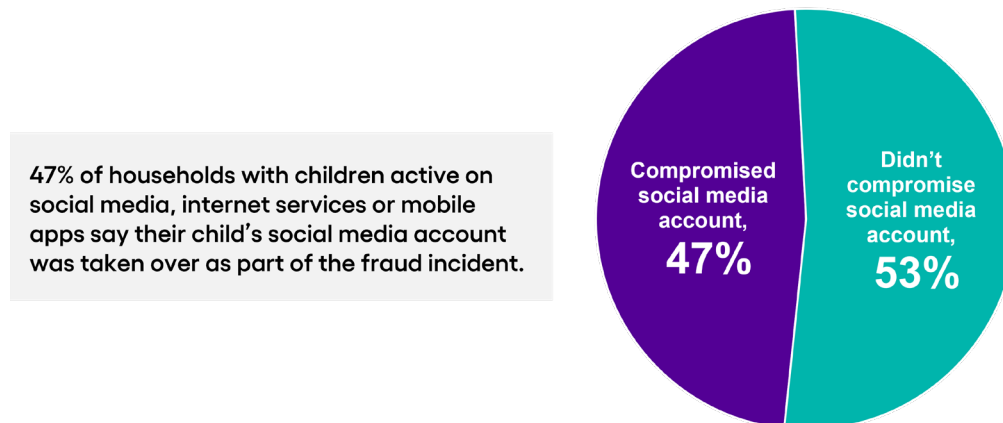 47% of households with children active on
social media, internet services or mobile
apps say their child's social media account
was taken over as part of the fraud incident.
Compromised
social media
account,
47%
Didn't
compromise
social media
account,
53%